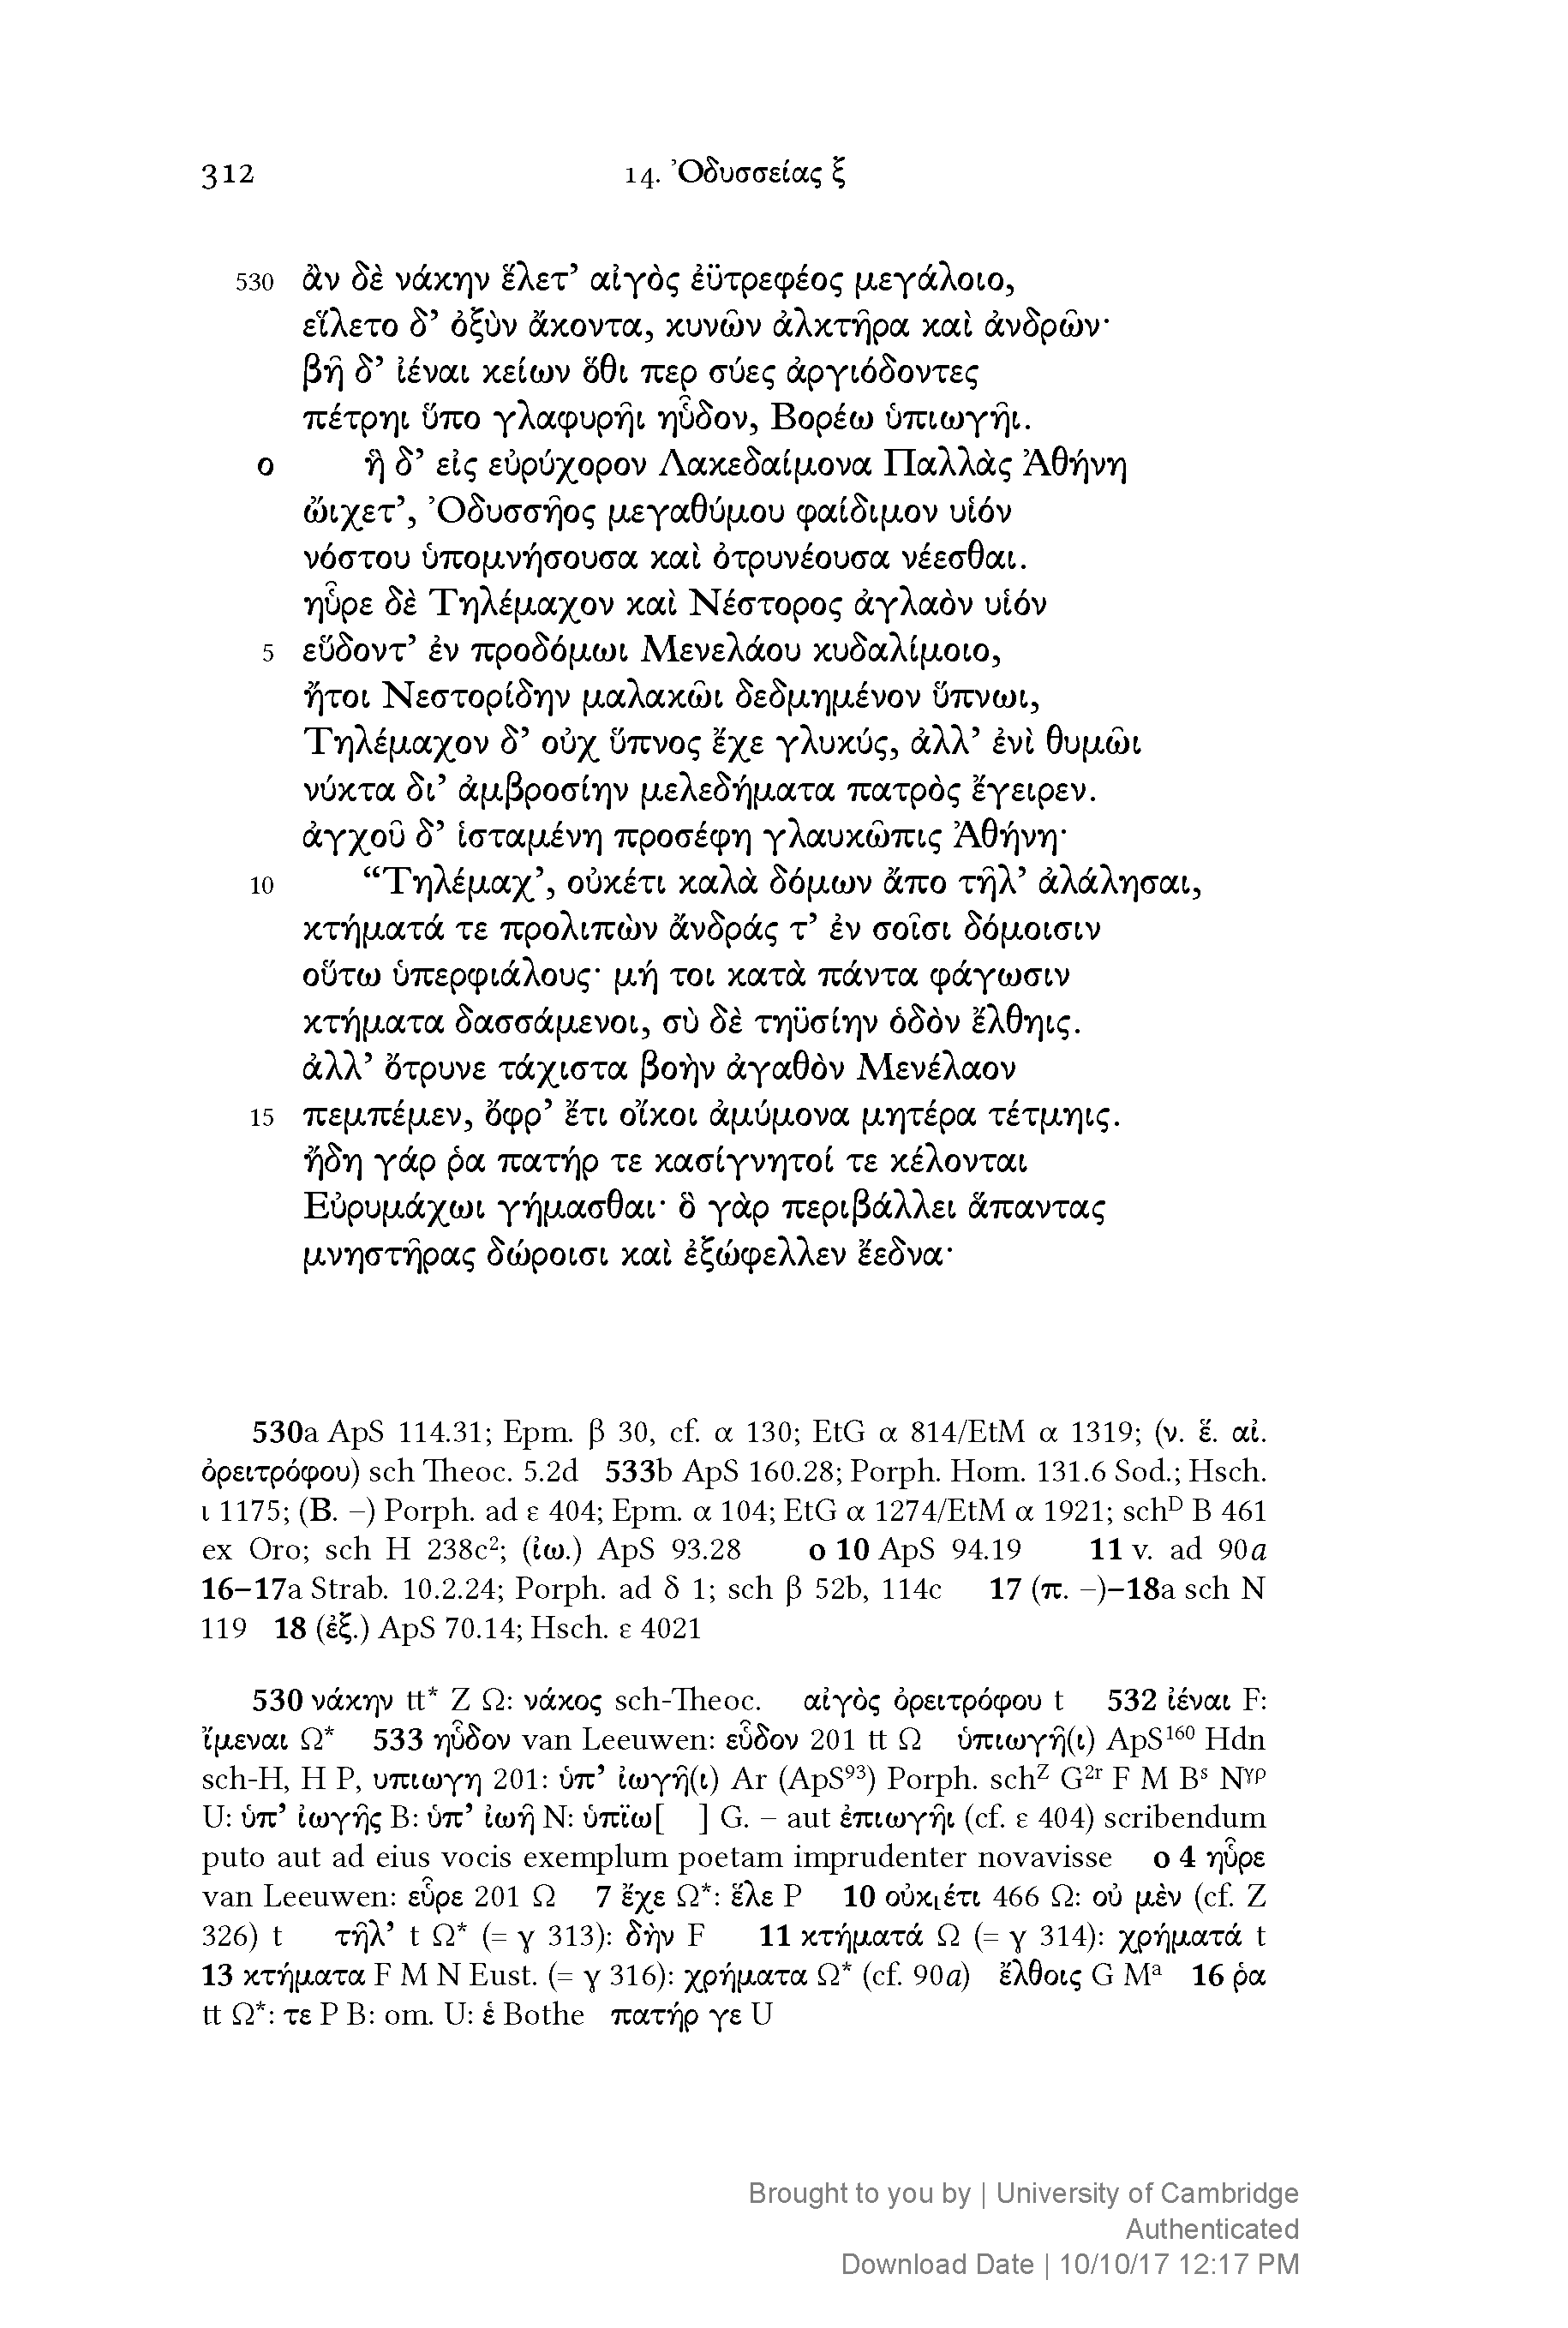 312 14. Ὀδυσσείας ξ
530 ἂν δὲ νάκην ἕλετ’ αἰγὸς ἐϋτρεφέος μεγάλοιο,
εἵλετο δ’ ὀξὺν ἄκοντα, κυνῶν ἀλκτῆρα καὶ ἀνδρῶν·
βῆ δ’ ἰέναι κείων ὅθι περ σύες ἀργιόδοντες
πέτρηι ὕπο γλαφυρῆι ηὗδον, Βορέω ὑπιωγῆι.
ο ἣ δ’ εἰς εὐρύχορον Λακεδαίμονα Παλλὰς Ἀθήνη
ὤιχετ’, Ὀδυσσῆος μεγαθύμου φαίδιμον υἱόν
νόστου ὑπομνήσουσα καὶ ὀτρυνέουσα νέεσθαι.
ηὗρε δὲ Τηλέμαχον καὶ Νέστορος ἀγλαὸν υἱόν
5 εὕδοντ’ ἐν προδόμωι Μενελάου κυδαλίμοιο,
ἤτοι Νεστορίδην μαλακῶι δεδμημένον ὕπνωι,
Τηλέμαχον δ’ οὐχ ὕπνος ἔχε γλυκύς, ἀλλ’ ἐνὶ θυμῶι
νύκτα δι’ ἀμβροσίην μελεδήματα πατρὸς ἔγειρεν.
ἀγχοῦ δ’ ἱσταμένη προσέφη γλαυκῶπις Ἀθήνη·
10 “Τηλέμαχ’, οὐκέτι καλὰ δόμων ἄπο τῆλ’ ἀλάλησαι,
κτήματά τε προλιπὼν ἄνδράς τ’ ἐν σοῖσι δόμοισιν
οὕτω ὑπερφιάλους· μή τοι κατὰ πάντα φάγωσιν
κτήματα δασσάμενοι, σὺ δὲ τηϋσίην ὁδὸν ἔλθηις.
ἀλλ’ ὄτρυνε τάχιστα βοὴν ἀγαθὸν Μενέλαον
15 πεμπέμεν, ὄφρ’ ἔτι οἴκοι ἀμύμονα μητέρα τέτμηις.
ἤδη γάρ ῥα πατήρ τε κασίγνητοί τε κέλονται
Εὐρυμάχωι γήμασθαι· ὃ γὰρ περιβάλλει ἅπαντας
μνηστῆρας δώροισι καὶ ἐξώφελλεν ἔεδνα·
530a ApS 114.31; Epm. β 30, cf. α 130; EtG α 814/EtM α 1319; (ν. ἕ. αἰ.
ὀρειτρόφου) sch Theoc. 5.2d 533b ApS 160.28; Porph. Hom. 131.6 Sod.; Hsch.
ι 1175; (Β. –) Porph. ad ε 404; Epm. α 104; EtG α 1274/EtM α 1921; schᴰ Β 461
ex Oro; sch Η 238c²; (ἰω.) ApS 93.28 ο 10 ApS 94.19 11 v. ad 90a
16–17a Strab. 10.2.24; Porph. ad δ 1; sch β 52b, 114c 17 (π. –)–18a sch Ν
119 18 (ἐξ.) ApS 70.14; Hsch. ε 4021
530 νάκην tt* Z Ω: νάκος sch-Theoc. αἰγὸς ὀρειτρόφου t 532 ἰέναι F:
ἴμεναι Ω* 533 ηὗδον van Leeuwen: εὗδον 201 tt Ω ὑπιωγῆ(ι) ApS¹⁶⁰ Hdn
sch-H, H P, υπιωγη 201: ὑπ’ ἰωγῆ(ι) Ar (ApS⁹³) Porph. schᶻ G²ʳ F M Bˢ Nᵞᵖ
U: ὑπ’ ἰωγῆς B: ὑπ’ ἰωῆ N: ὑπϊω[ ] G. – aut ἐπιωγῆι (cf. ε 404) scribendum
puto aut ad eius vocis exemplum poetam imprudenter novavisse ο 4 ηὗρε
van Leeuwen: εὗρε 201 Ω 7 ἔχε Ω*: ἕλε P 10 οὐκ⌊έτι 466 Ω: οὐ μὲν (cf. Ζ
326) t τῆλ’ t Ω* (= γ 313): δὴν F 11 κτήματά Ω (= γ 314): χρήματά t
13 κτήματα F M N Eust. (= γ 316): χρήματα Ω* (cf. 90a) ἔλθοις G Mᵃ 16 ῥα
tt Ω*: τε P B: om. U: ἑ Bothe πατήρ γε U
Brought to you by | University of Cambridge
Authenticated
Download Date | 10/10/17 12:17 PM